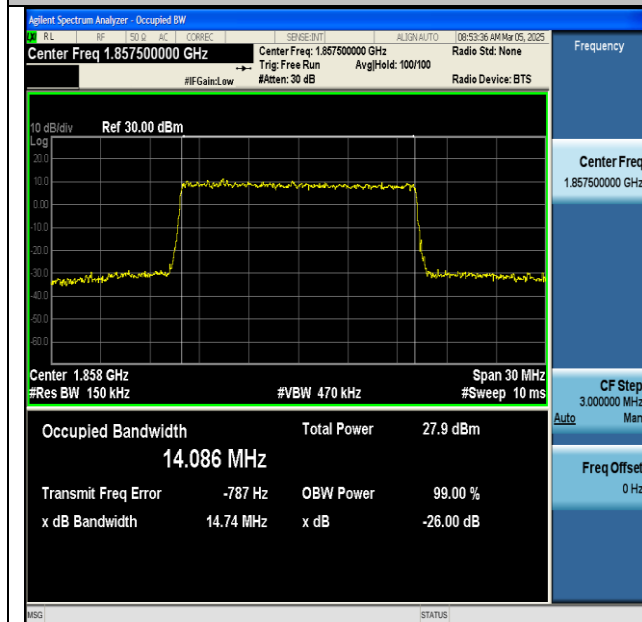 Agilent Spectrum Analyzer - Occupied BW
LXI RL RF 50 Ω AC CORREC SENSE:INT ALIGN AUTO 08:53:36 AM Mar 05, 2025
Center Freq 1.857500000 GHz
Center Freq: 1.857500000 GHz
Radio Std: None
Trig: Free Run Avg|Hold: 100/100
#IFGain:Low #Atten: 30 dB Radio Device: BTS
Frequency
10 dB/div Ref 30.00 dBm
Log
20.0
10.0
0.00
-10.0
-20.0
-30.0
-40.0
-50.0
-60.0
Center 1.858 GHz Span 30 MHz
#Res BW 150 kHz #VBW 470 kHz #Sweep 10 ms
Occupied Bandwidth Total Power 27.9 dBm
14.086 MHz
Transmit Freq Error -787 Hz OBW Power 99.00 %
x dB Bandwidth 14.74 MHz x dB -26.00 dB
Center Freq
1.857500000 GHz
CF Step
3.000000 MHz
Auto Man
Freq Offset
0 Hz
MSG STATUS